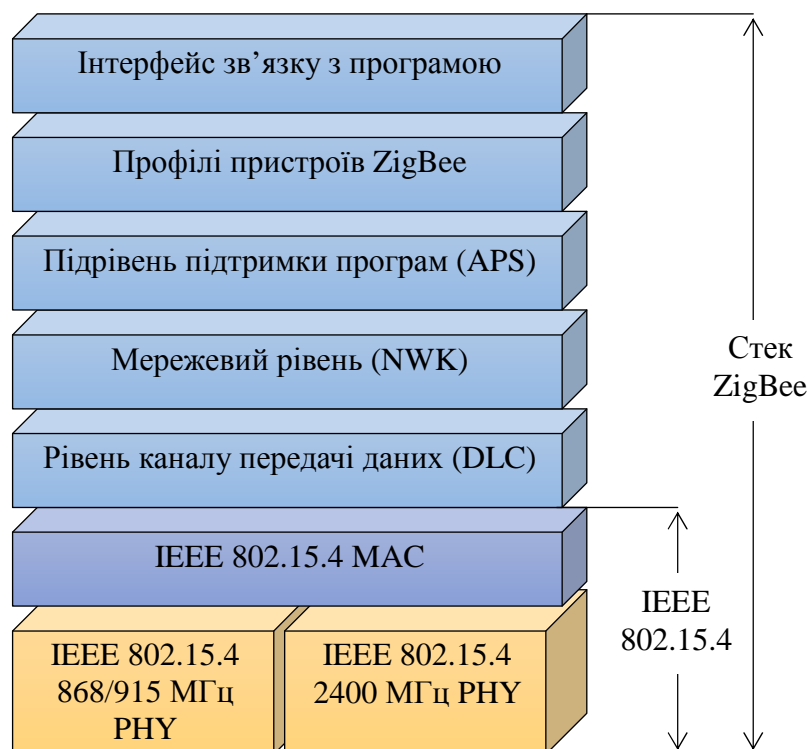 Інтерфейс зв’язку з програмою
Профілі пристроїв ZigBee
Підрівень підтримки програм (APS)
Мережевий рівень (NWK)
Рівень каналу передачі даних (DLC)
IEEE 802.15.4 MAC
IEEE 802.15.4
868/915 МГц
PHY
IEEE 802.15.4
2400 МГц PHY
Стек
ZigBee
IEEE
802.15.4